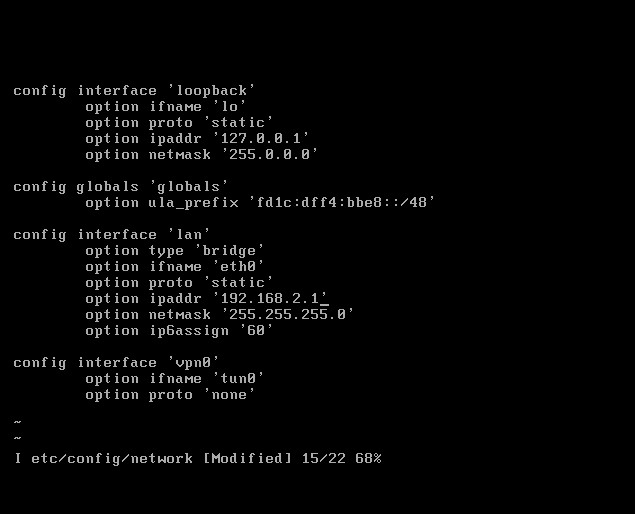 config interface 'loopback'
        option ifname 'lo'
        option proto 'static'
        option ipaddr '127.0.0.1'
        option netmask '255.0.0.0'

config globals 'globals'
        option ula_prefix 'fd1c:dff4:bbe8::/48'

config interface 'lan'
        option type 'bridge'
        option ifname 'eth0'
        option proto 'static'
        option ipaddr '192.168.2.1'
        option netmask '255.255.255.0'
        option ip6assign '60'

config interface 'vpn0'
        option ifname 'tun0'
        option proto 'none'
~
~
I etc/config/network [Modified] 15/22 68%